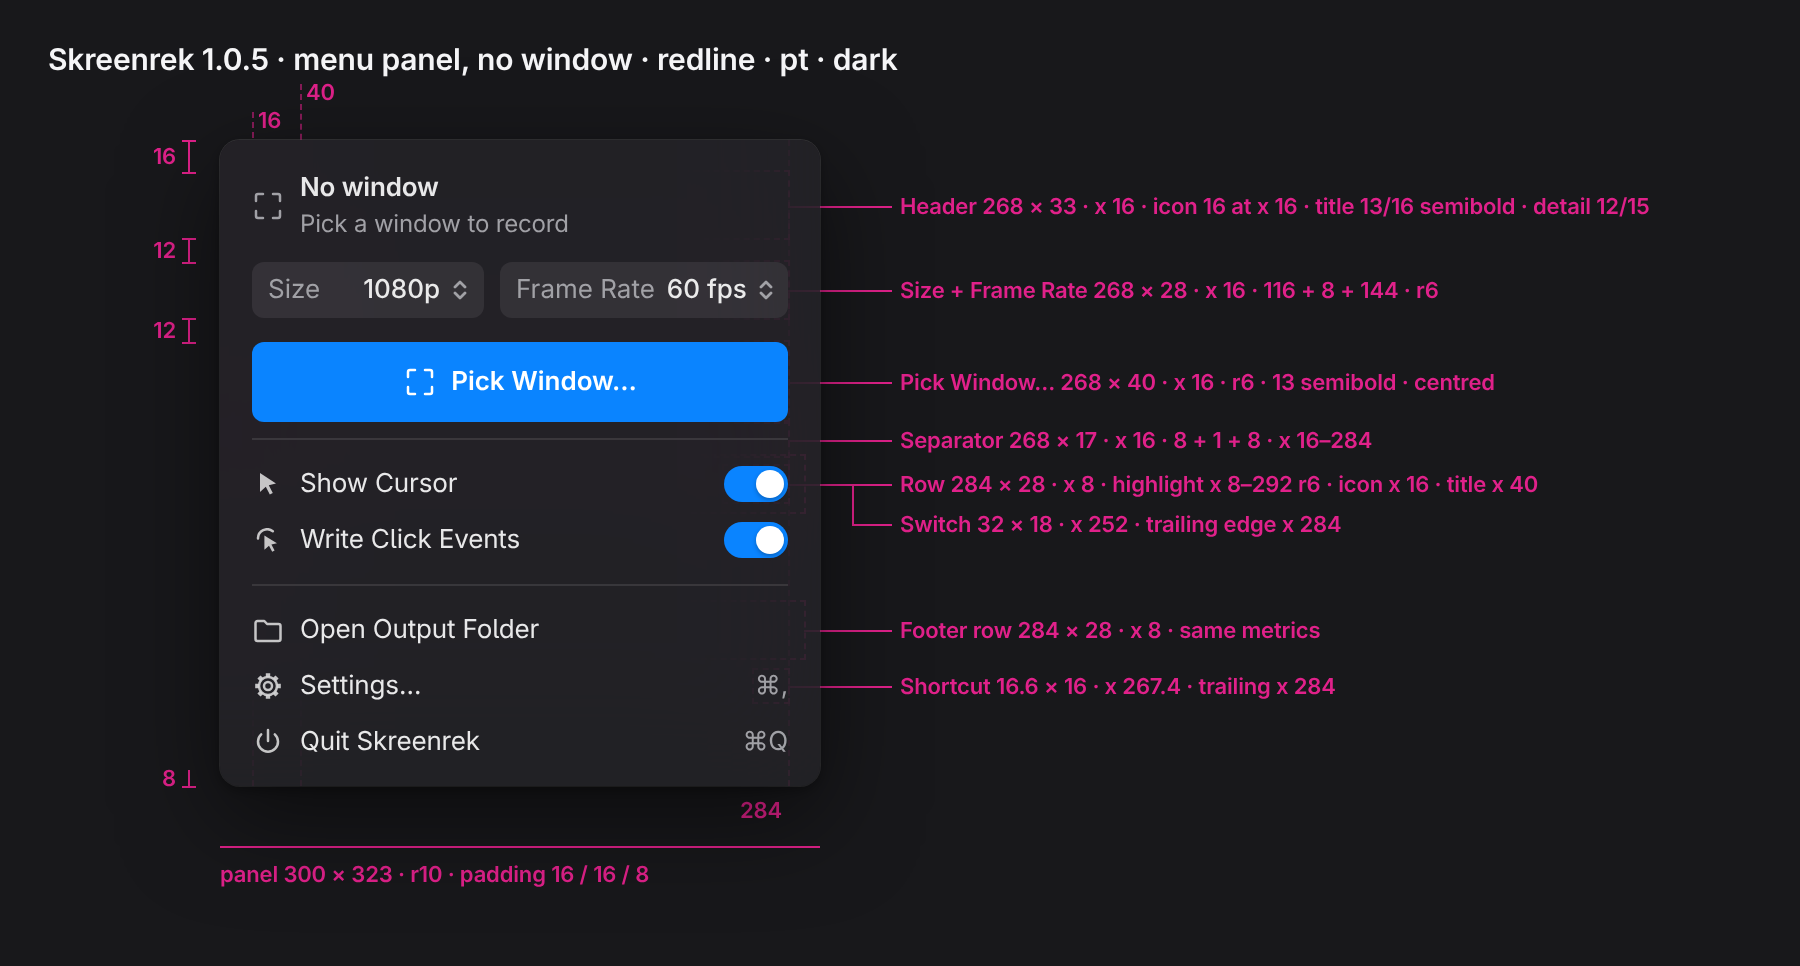 Skreenrek 1.0.5 · menu panel, no window · redline · pt · dark
40
16
16
No window
Pick a window to record
Header 268 × 33 · x 16 · icon 16 at x 16 · title 13/16 semibold · detail 12/15
12
Size 1080p Frame Rate 60 fps
Size + Frame Rate 268 × 28 · x 16 · 116 + 8 + 144 · r6
12
Pick Window...
Pick Window... 268 × 40 · x 16 · r6 · 13 semibold · centred
Separator 268 × 17 · x 16 · 8 + 1 + 8 · x 16–284
Show Cursor
Row 284 × 28 · x 8 · highlight x 8–292 r6 · icon x 16 · title x 40
Switch 32 × 18 · x 252 · trailing edge x 284
Write Click Events
Open Output Folder
Footer row 284 × 28 · x 8 · same metrics
Settings... ⌘,
Shortcut 16.6 × 16 · x 267.4 · trailing x 284
Quit Skreenrek ⌘Q
8
284
panel 300 × 323 · r10 · padding 16 / 16 / 8